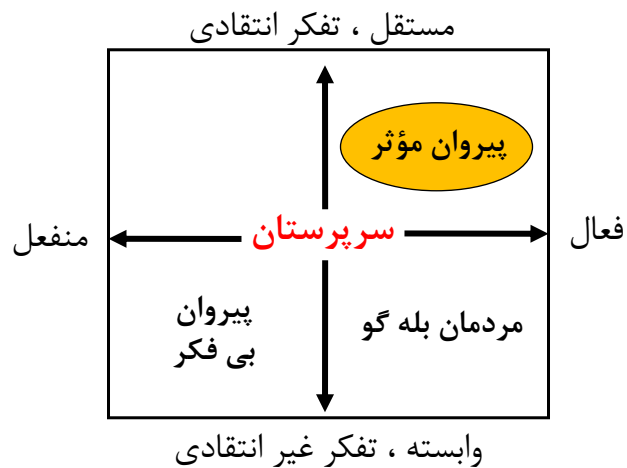 مستقل ، تفکر انتقادی
پیروان مؤثر
فعال
سرپرستان
منفعل
مردمان بله گو
پیروان
بی فکر
وابسته ، تفکر غیر انتقادی